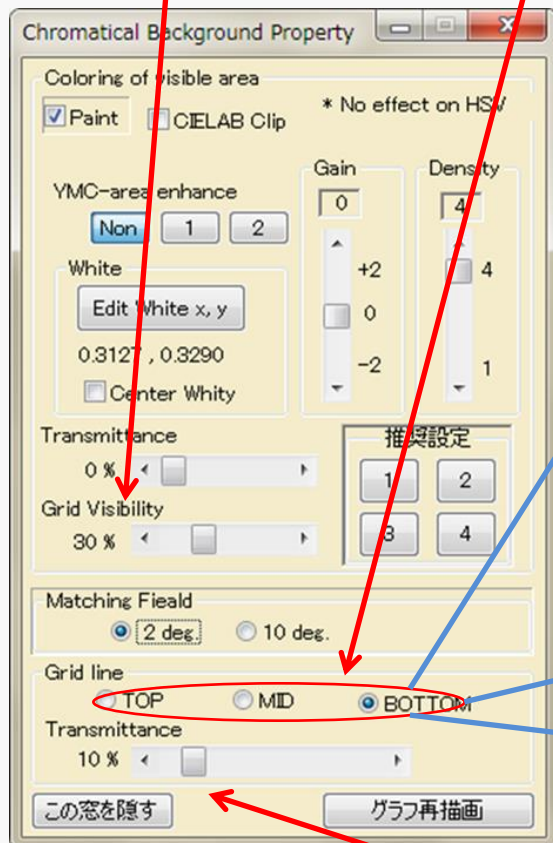 Chromatical Background Property
Coloring of visible area
Paint
CIELAB Clip
* No effect on HSV
YMC-area enhance
Non 1 2
Gain
0
+2
0
-2
Density
4
4
1
White
Edit White x, y
0.3127 , 0.3290
Center Whity
Transmittance
0 %
Grid Visibility
30 %
推奨設定
1 2
3 4
Matching Fieald
2 deg. 10 deg.
Grid line
TOP MID BOTTOM
Transmittance
10 %
この窓を隠す グラフ再描画